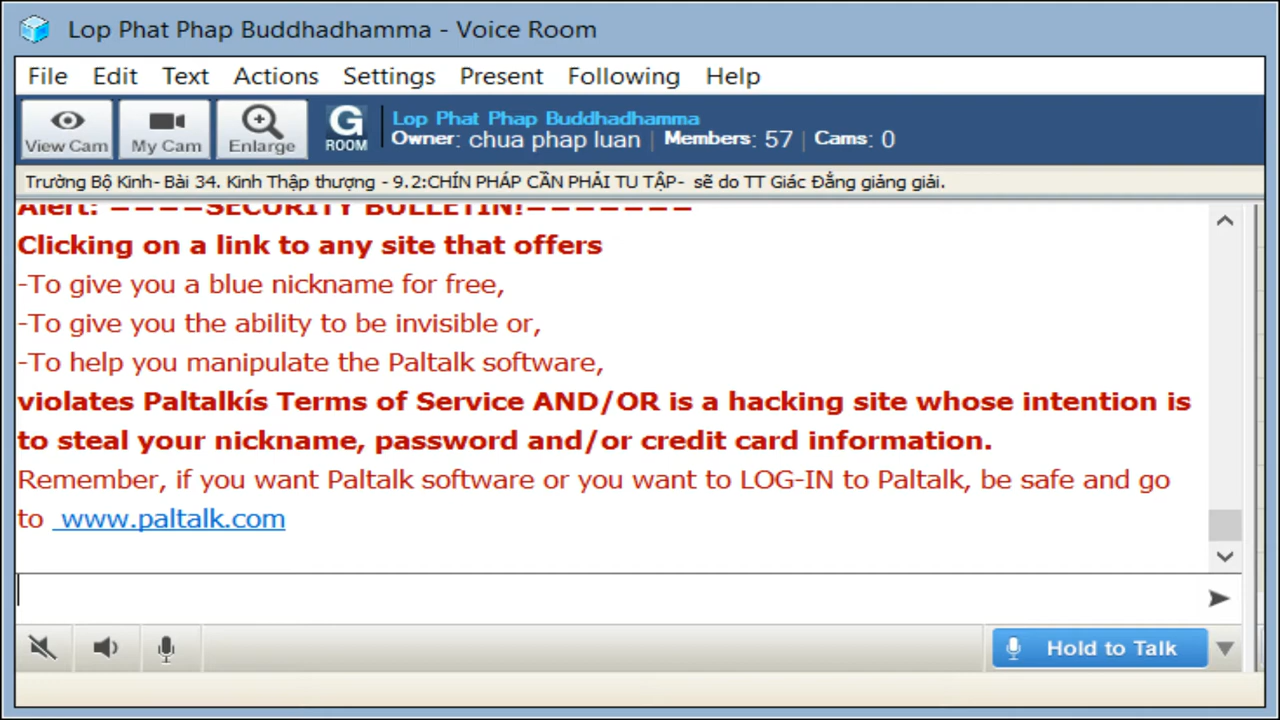 Lop Phat Phap Buddhadhamma - Voice Room
File Edit Text Actions Settings Present Following Help
View Cam My Cam Enlarge G ROOM
Lop Phat Phap Buddhadhamma
Owner: chua phap luan | Members: 57 | Cams: 0
Trường Bộ Kinh- Bài 34. Kinh Thập thượng - 9.2:CHÍN PHÁP CẦN PHẢI TU TẬP- sẽ do TT Giác Đẳng giảng giải.
Alert: ====SECURITY BULLETIN!=======
Clicking on a link to any site that offers
-To give you a blue nickname for free,
-To give you the ability to be invisible or,
-To help you manipulate the Paltalk software,
violates Paltalkís Terms of Service AND/OR is a hacking site whose intention is
to steal your nickname, password and/or credit card information.
Remember, if you want Paltalk software or you want to LOG-IN to Paltalk, be safe and go
to www.paltalk.com
Hold to Talk